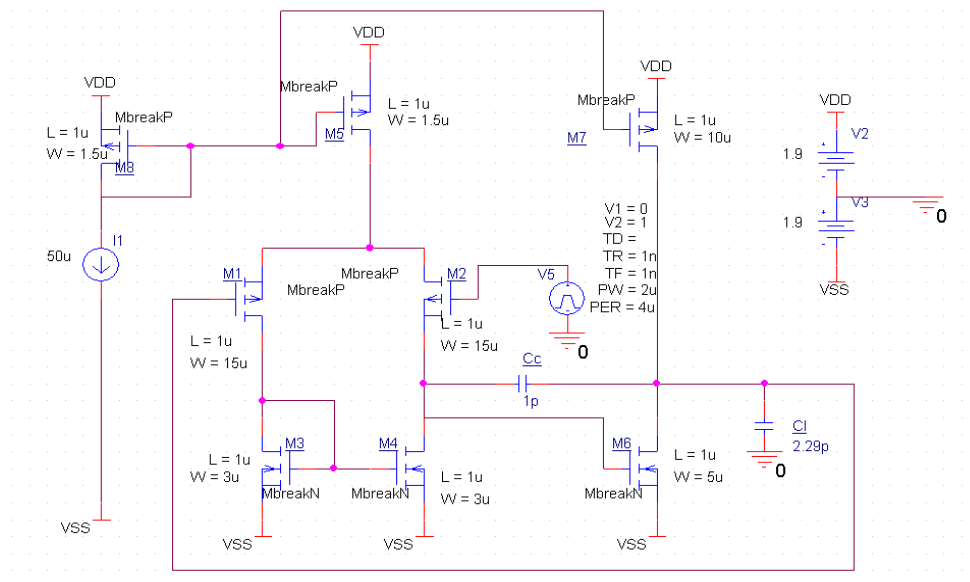 VDD
MbreakP
L = 1u
W = 1.5u
M8
I1
50u
VSS
VDD
MbreakP
L = 1u
W = 1.5u
M5
VDD
MbreakP
L = 1u
W = 10u
M7
VDD
V2
1.9
V3
1.9
0
VSS
V1 = 0
V2 = 1
TD =
TR = 1n
TF = 1n
PW = 2u
PER = 4u
V5
0
M1
MbreakP
L = 1u
W = 15u
MbreakP
M2
L = 1u
W = 15u
Cc
1p
Cl
2.29p
0
M3
L = 1u
W = 3u
MbreakN
VSS
M4
L = 1u
W = 3u
MbreakN
VSS
M6
L = 1u
W = 5u
MbreakN
VSS